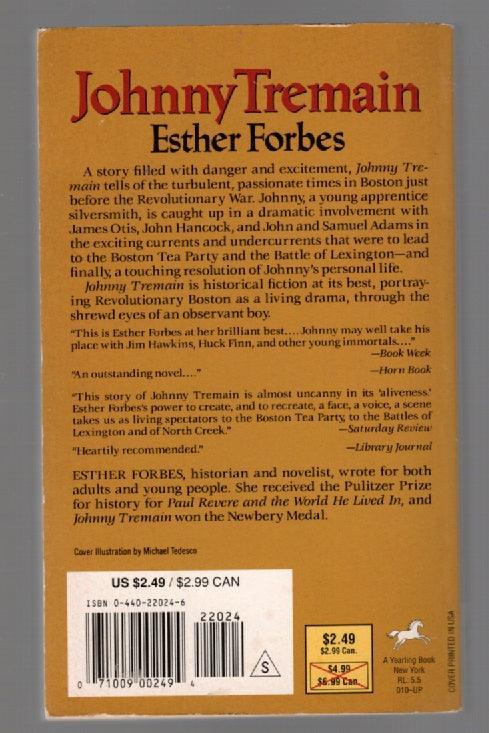 Johnny Tremain
Esther Forbes
A story filled with danger and excitement, Johnny Tre-
main tells of the turbulent, passionate times in Boston just
before the Revolutionary War. Johnny, a young apprentice
silversmith, is caught up in a dramatic involvement with
James Otis, John Hancock, and John and Samuel Adams in
the exciting currents and undercurrents that were to lead
to the Boston Tea Party and the Battle of Lexington—and
finally, a touching resolution of Johnny's personal life.
Johnny Tremain is historical fiction at its best, portray-
ing Revolutionary Boston as a living drama, through the
shrewd eyes of an observant boy.
"This is Esther Forbes at her brilliant best.... Johnny may well take his
place with Jim Hawkins, Huck Finn, and other young immortals...."
—Book Week
"An outstanding novel...." —Horn Book
"This story of Johnny Tremain is almost uncanny in its 'aliveness.'
Esther Forbes's power to create, and to recreate, a face, a voice, a scene
takes us as living spectators to the Boston Tea Party, to the Battles of
Lexington and of North Creek." —Saturday Review
"Heartily recommended." —Library Journal
ESTHER FORBES, historian and novelist, wrote for both
adults and young people. She received the Pulitzer Prize
for history for Paul Revere and the World He Lived In, and
Johnny Tremain won the Newbery Medal.
Cover Illustration by Michael Tedesco
US $2.49 / $2.99 CAN
ISBN 0-440-22024-6
22024
0 71009 00249 4
S
$2.49
$2.99 Can.
$4.99
$6.99 Can.
A Yearling Book
New York
RL: 5.5
010-UP
COVER PRINTED IN USA